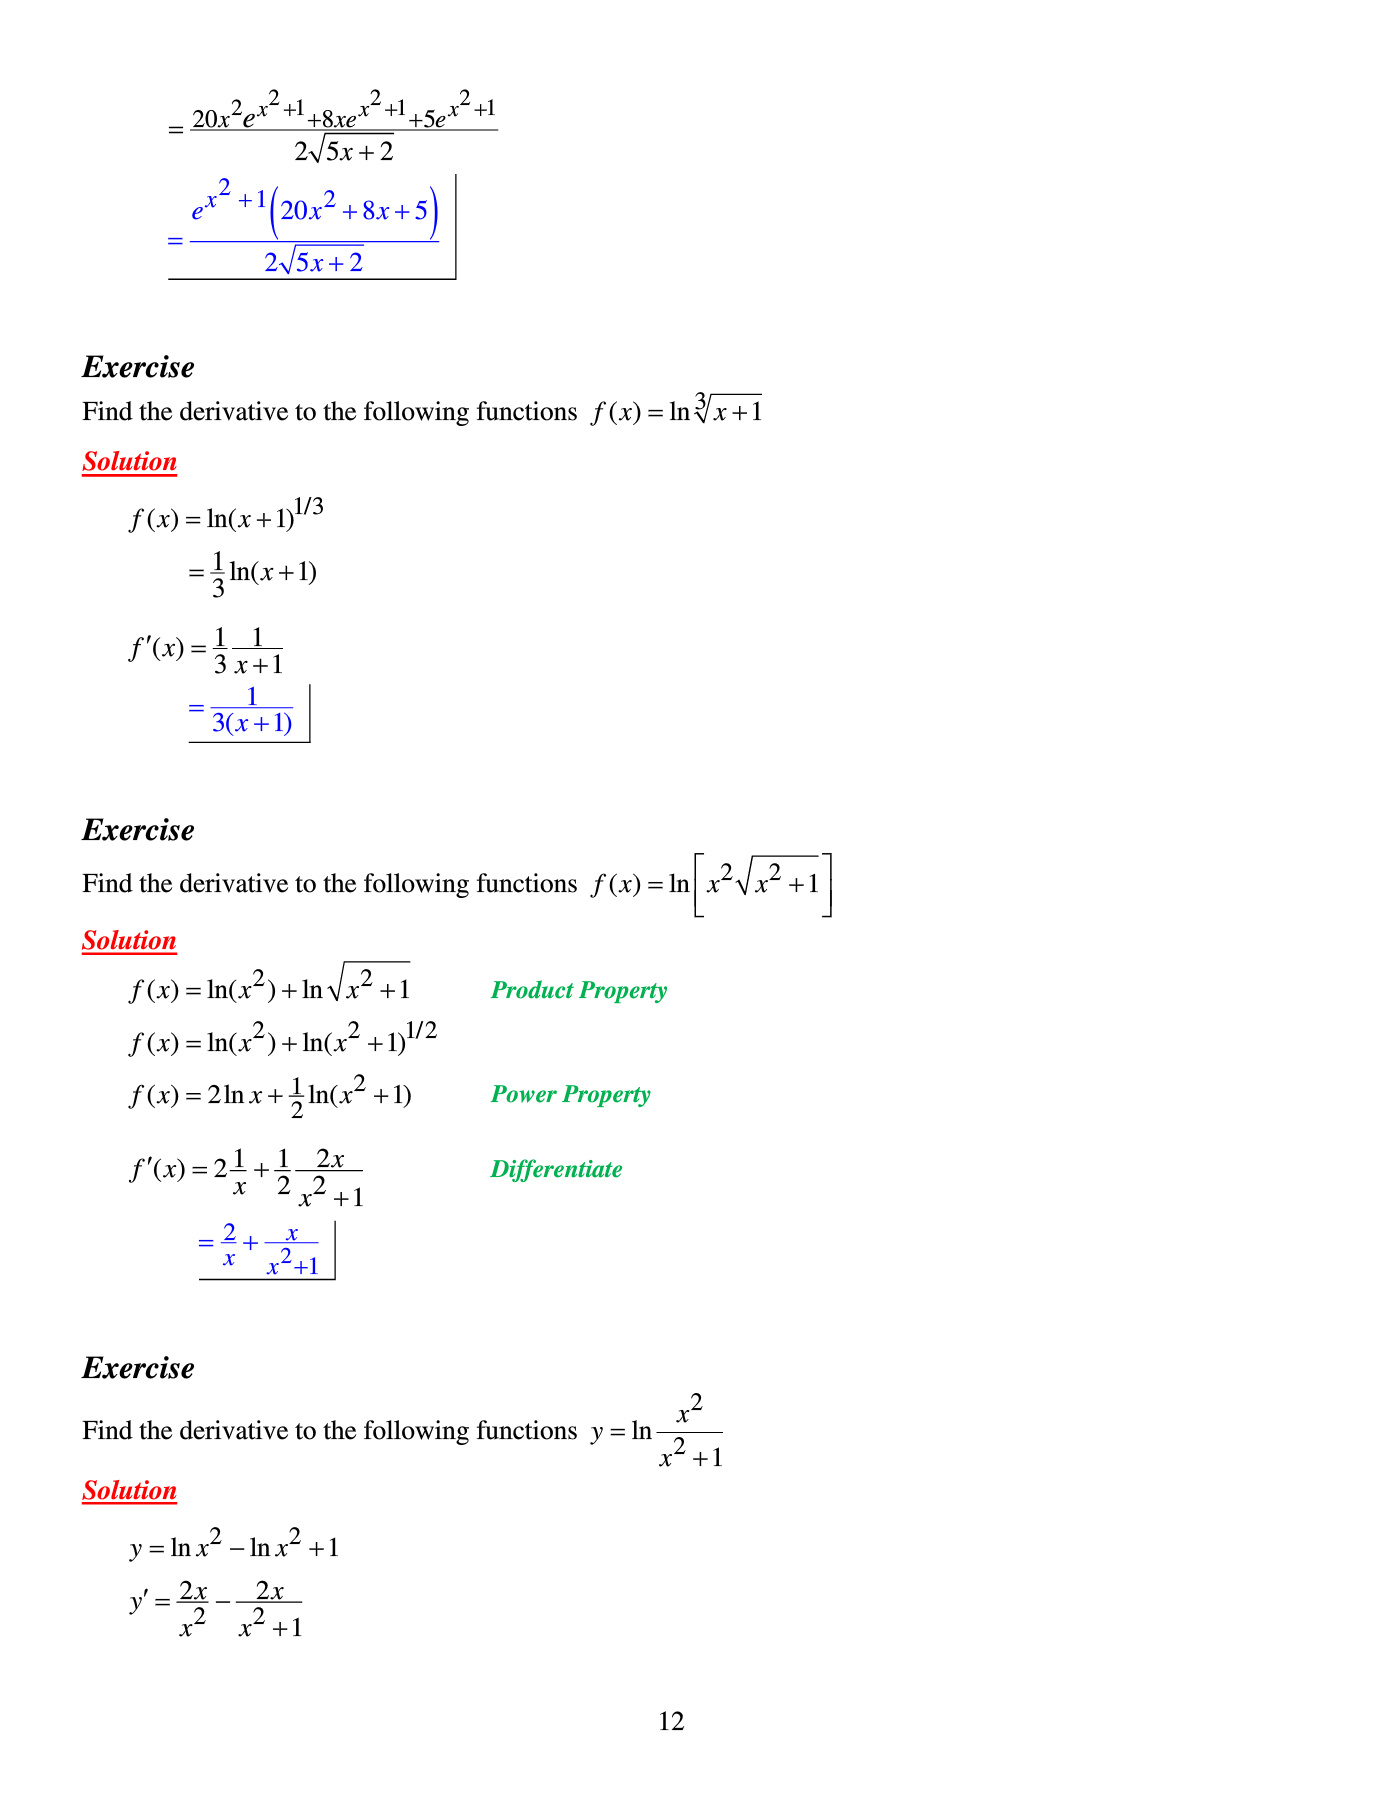 = \frac{20x^2e^{x^2+1}+8xe^{x^2+1}+5e^{x^2+1}}{2\sqrt{5x+2}}
= \frac{e^{x^2+1}(20x^2+8x+5)}{2\sqrt{5x+2}}
Exercise
Find the derivative to the following functions f(x) = ln \sqrt[3]{x+1}
Solution
f(x) = ln(x+1)^{1/3}
= \frac{1}{3} ln(x+1)
f′(x) = \frac{1}{3} \frac{1}{x+1}
= \frac{1}{3(x+1)}
Exercise
Find the derivative to the following functions f(x) = ln[x^2\sqrt{x^2+1}]
Solution
f(x) = ln(x^2) + ln\sqrt{x^2+1} Product Property
f(x) = ln(x^2) + ln(x^2+1)^{1/2}
f(x) = 2 ln x + \frac{1}{2} ln(x^2+1) Power Property
f′(x) = 2\frac{1}{x} + \frac{1}{2} \frac{2x}{x^2+1} Differentiate
= \frac{2}{x} + \frac{x}{x^2+1}
Exercise
Find the derivative to the following functions y = ln \frac{x^2}{x^2+1}
Solution
y = ln x^2 − ln x^2 + 1
y′ = \frac{2x}{x^2} − \frac{2x}{x^2+1}
12